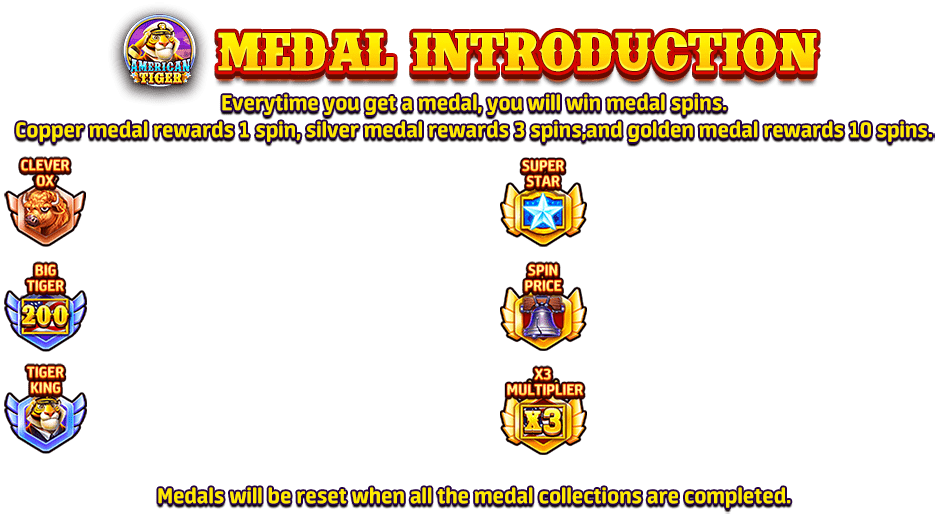 AMERICAN
TIGER
MEDAL INTRODUCTION
Everytime you get a medal, you will win medal spins.
Copper medal rewards 1 spin, silver medal rewards 3 spins,and golden medal rewards 10 spins.
CLEVER
OX
SUPER
STAR
BIG
TIGER
200
SPIN
PRICE
TIGER
KING
X3
MULTIPLIER
X3
Medals will be reset when all the medal collections are completed.